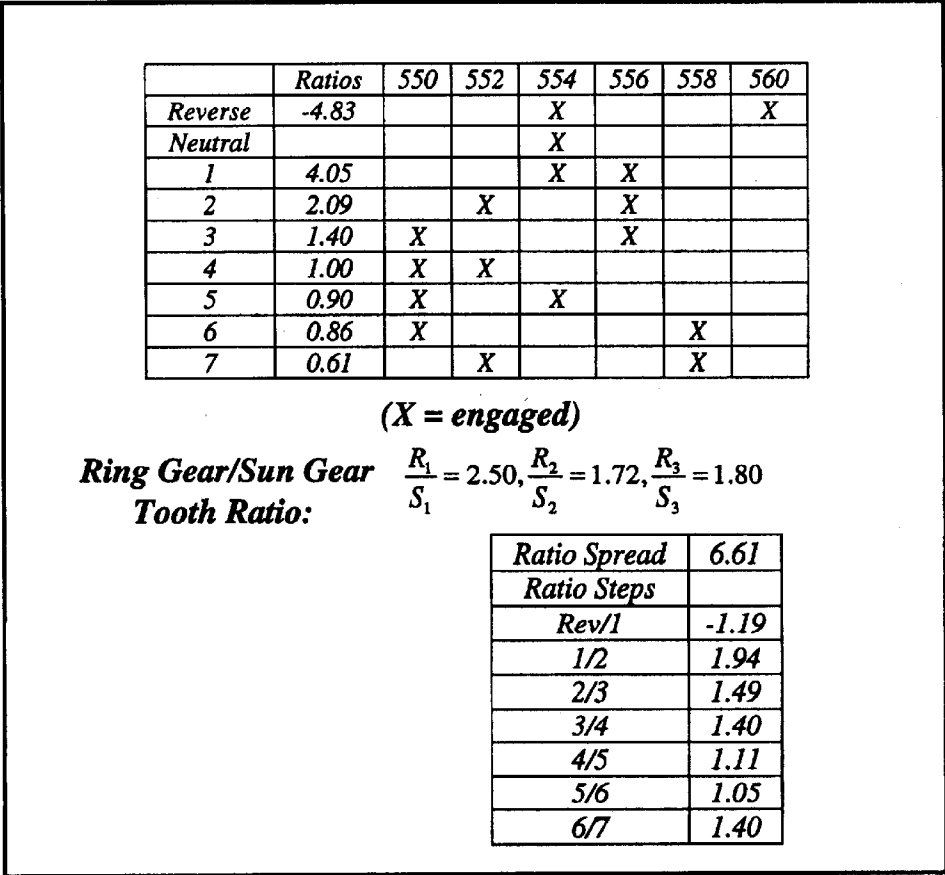 Ratios 550 552 554 556 558 560
Reverse -4.83 X X
Neutral X
1 4.05 X X
2 2.09 X X
3 1.40 X X
4 1.00 X X
5 0.90 X X
6 0.86 X X
7 0.61 X X
(X = engaged)
Ring Gear/Sun Gear R₁/S₁ = 2.50, R₂/S₂ = 1.72, R₃/S₃ = 1.80
Tooth Ratio:
Ratio Spread 6.61
Ratio Steps
Rev/1 -1.19
1/2 1.94
2/3 1.49
3/4 1.40
4/5 1.11
5/6 1.05
6/7 1.40